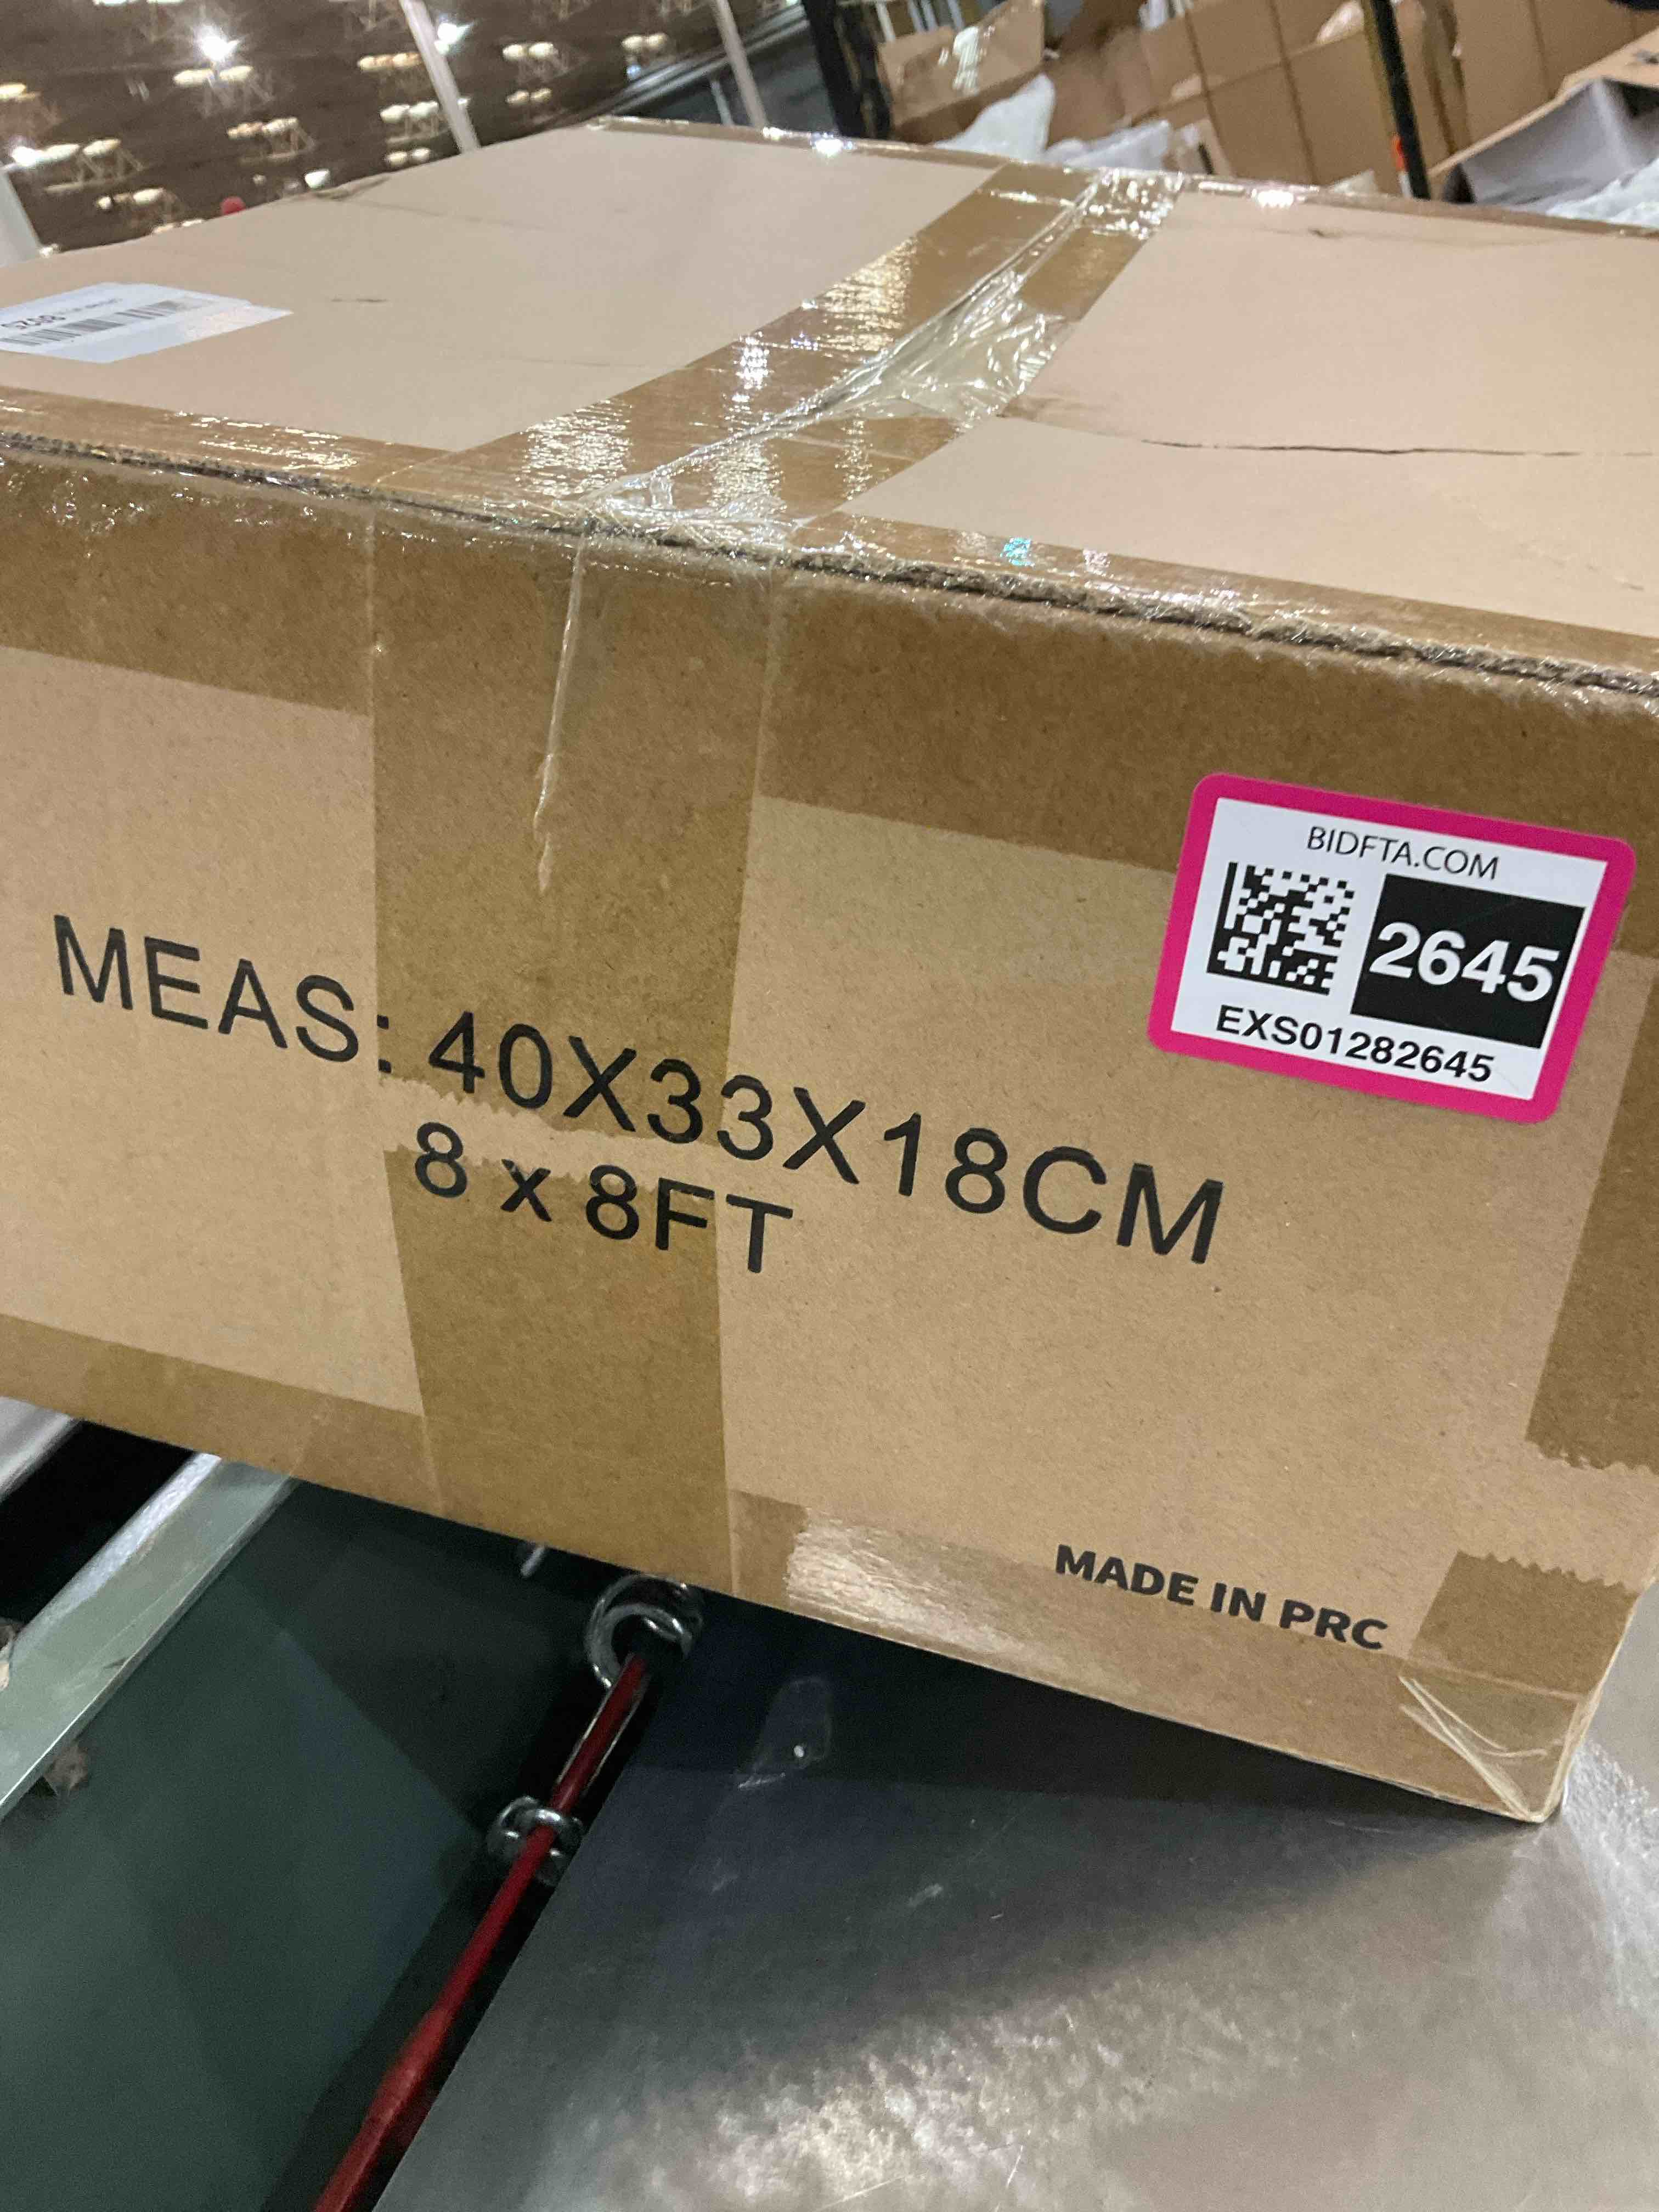 BIDFTA.COM
2645
EXS01282645
MEAS: 40X33X18CM
8 x 8FT
MADE IN PRC